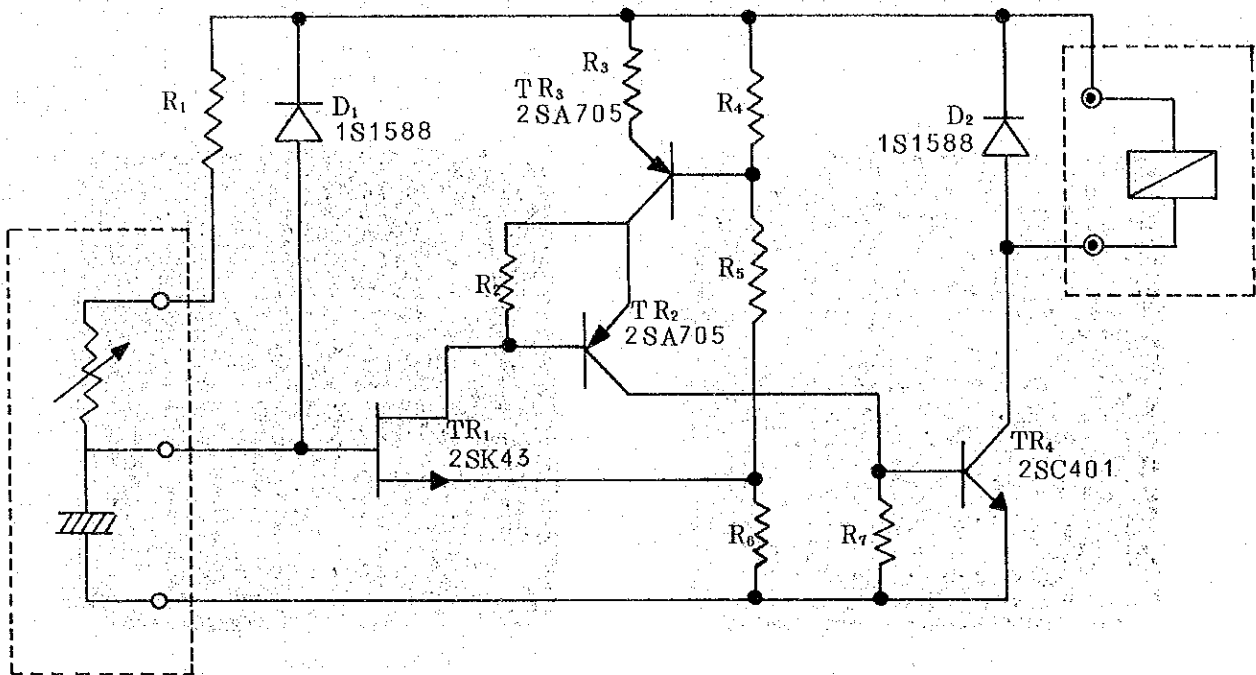 R₁
D₁
1S1588
R₃
TR₃
2SA705
R₄
D₂
1S1588
R₂
R₅
TR₂
2SA705
TR₁
2SK43
TR₄
2SC401
R₆
R₇